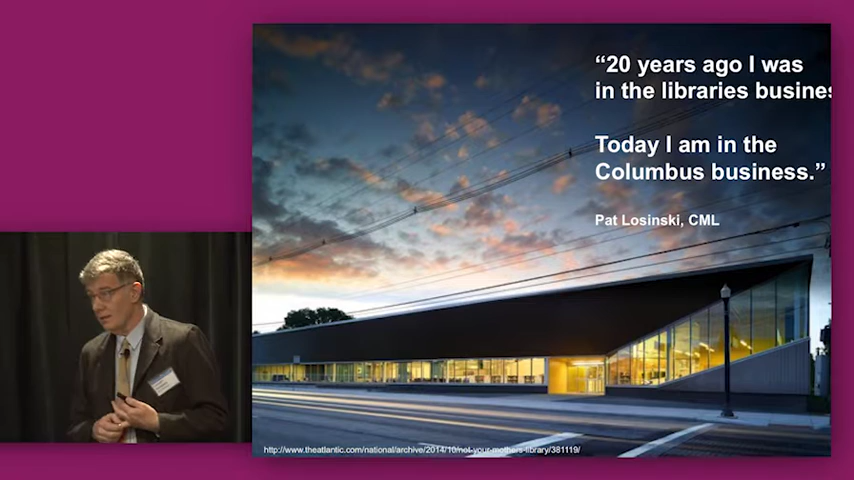 “20 years ago I was
in the libraries busines
Today I am in the
Columbus business.”
Pat Losinski, CML
http://www.theatlantic.com/national/archive/2014/10/not-your-mothers-library/381119/